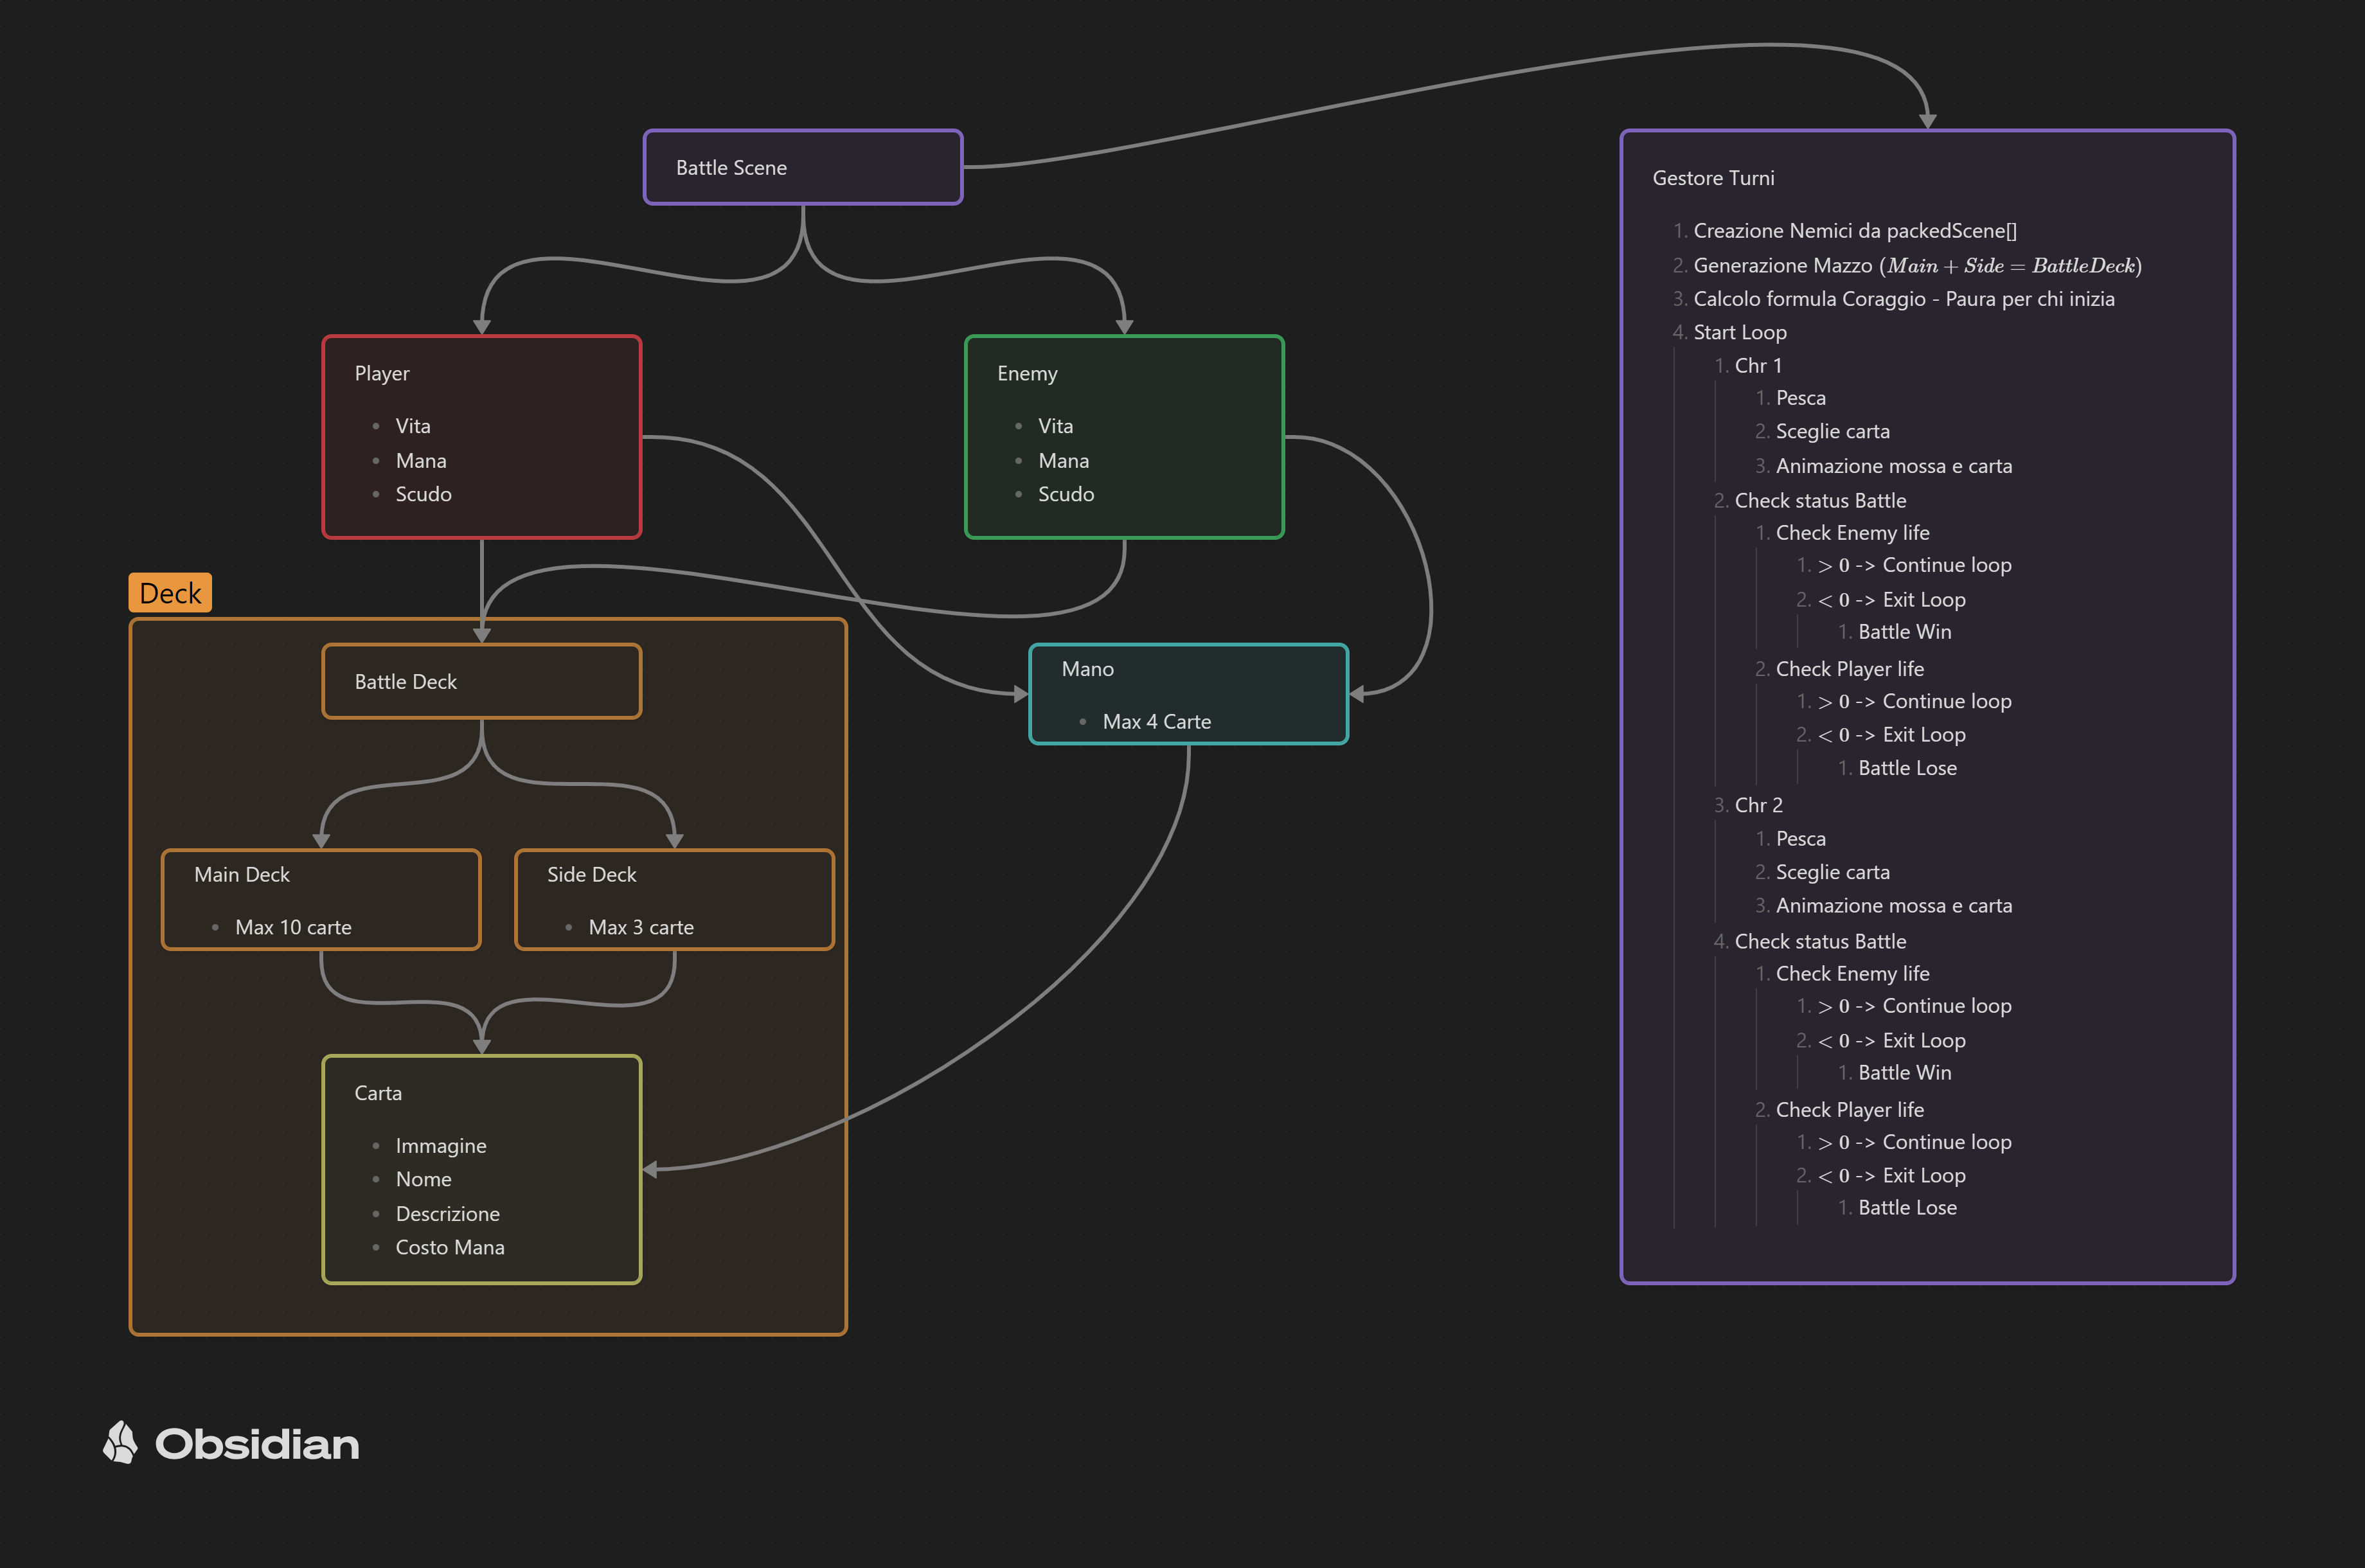 Battle Scene
Player
Vita
Mana
Scudo
Enemy
Vita
Mana
Scudo
Deck
Battle Deck
Mano
Max 4 Carte
Main Deck
Max 10 carte
Side Deck
Max 3 carte
Carta
Immagine
Nome
Descrizione
Costo Mana
Gestore Turni
1. Creazione Nemici da packedScene[]
2. Generazione Mazzo (Main + Side = BattleDeck)
3. Calcolo formula Coraggio - Paura per chi inizia
4. Start Loop
1. Chr 1
1. Pesca
2. Sceglie carta
3. Animazione mossa e carta
2. Check status Battle
1. Check Enemy life
1. > 0 -> Continue loop
2. < 0 -> Exit Loop
1. Battle Win
2. Check Player life
1. > 0 -> Continue loop
2. < 0 -> Exit Loop
1. Battle Lose
3. Chr 2
1. Pesca
2. Sceglie carta
3. Animazione mossa e carta
4. Check status Battle
1. Check Enemy life
1. > 0 -> Continue loop
2. < 0 -> Exit Loop
1. Battle Win
2. Check Player life
1. > 0 -> Continue loop
2. < 0 -> Exit Loop
1. Battle Lose
Obsidian